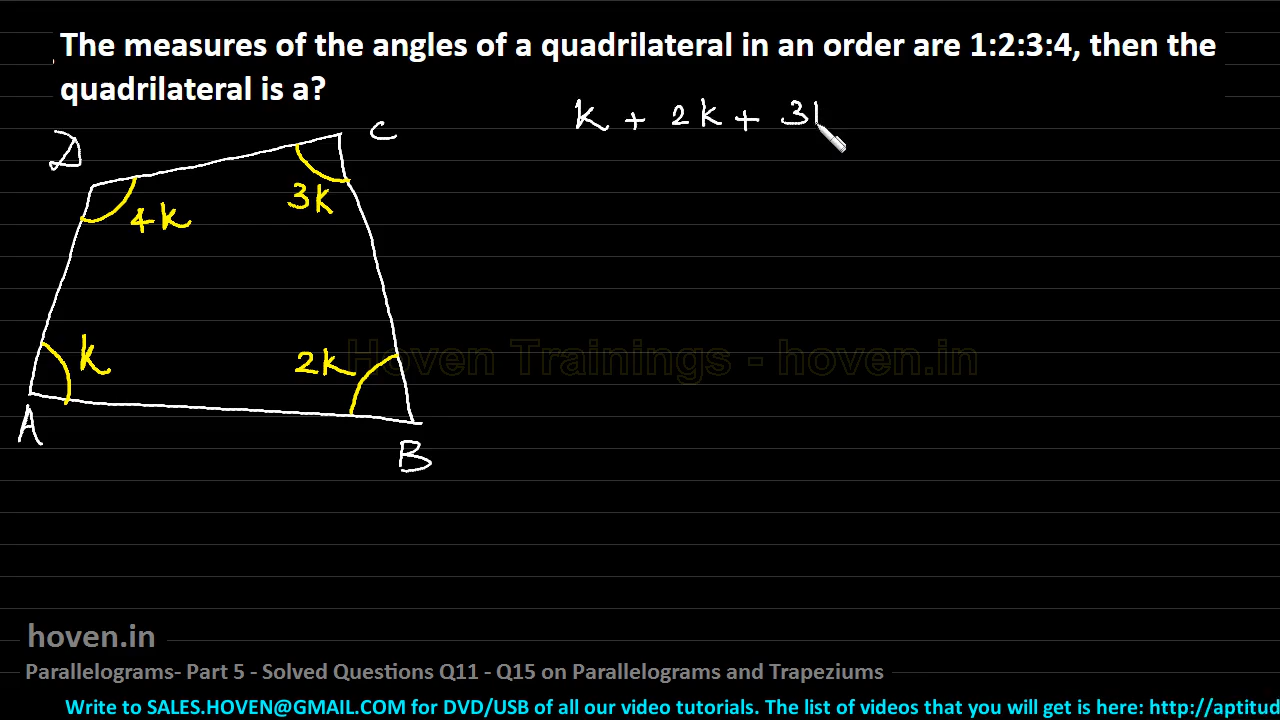 The measures of the angles of a quadrilateral in an order are 1:2:3:4, then the
quadrilateral is a?
k + 2k + 3
D
C
4k
3k
k
2k
A
B
Hoven Trainings - hoven.in
hoven.in
Parallelograms- Part 5 - Solved Questions Q11 - Q15 on Parallelograms and Trapeziums
Write to SALES.HOVEN@GMAIL.COM for DVD/USB of all our video tutorials. The list of videos that you will get is here: http://aptitud